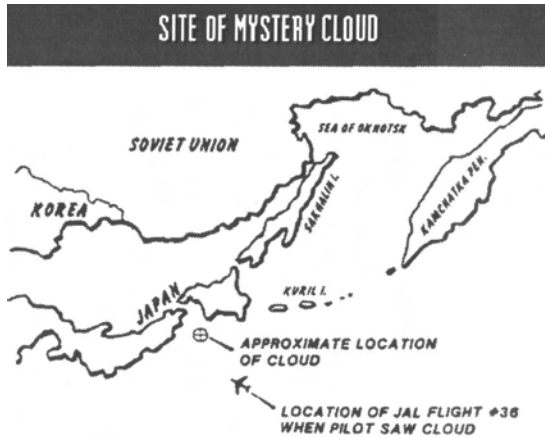 SITE OF MYSTERY CLOUD
SEA OF OKHOTSK
SOVIET UNION
KOREA
SAKHALIN I.
KAMCHATKA PEN.
JAPAN
KURIL I.
APPROXIMATE LOCATION
OF CLOUD
LOCATION OF JAL FLIGHT #36
WHEN PILOT SAW CLOUD